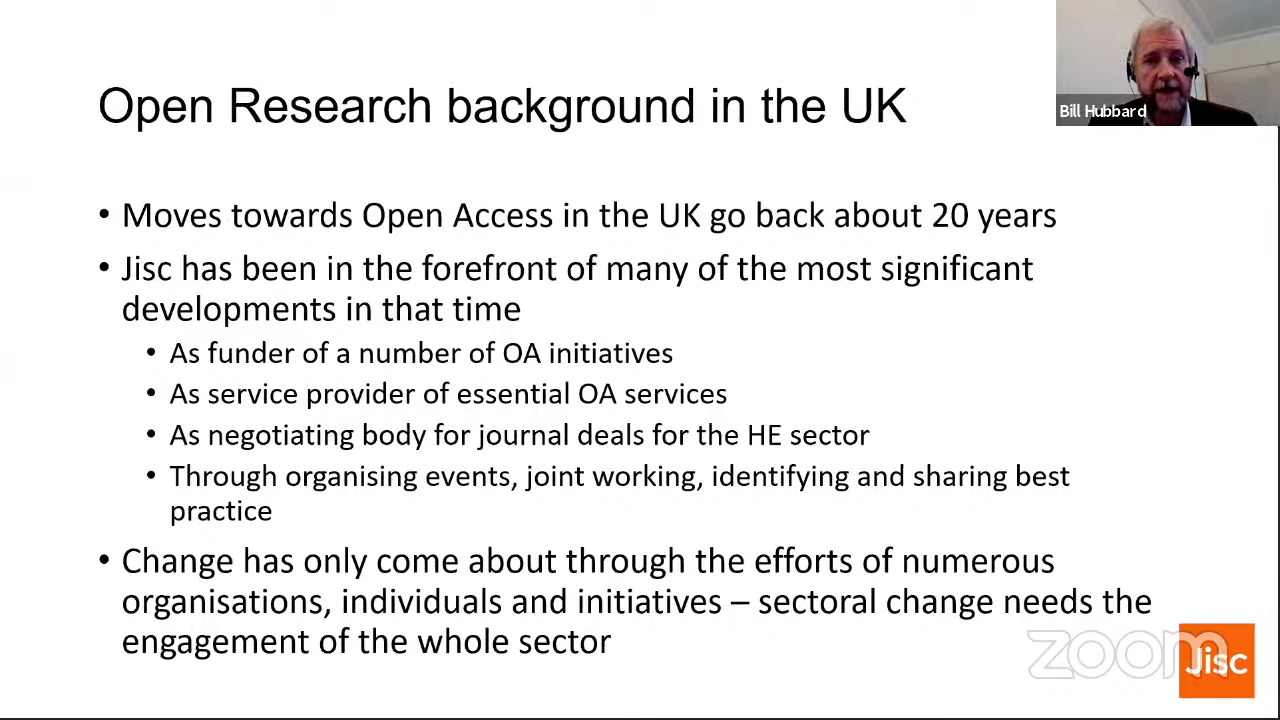 Open Research background in the UK
Bill Hubbard
• Moves towards Open Access in the UK go back about 20 years
• Jisc has been in the forefront of many of the most significant
developments in that time
• As funder of a number of OA initiatives
• As service provider of essential OA services
• As negotiating body for journal deals for the HE sector
• Through organising events, joint working, identifying and sharing best
practice
• Change has only come about through the efforts of numerous
organisations, individuals and initiatives – sectoral change needs the
engagement of the whole sector
zoom
Jisc